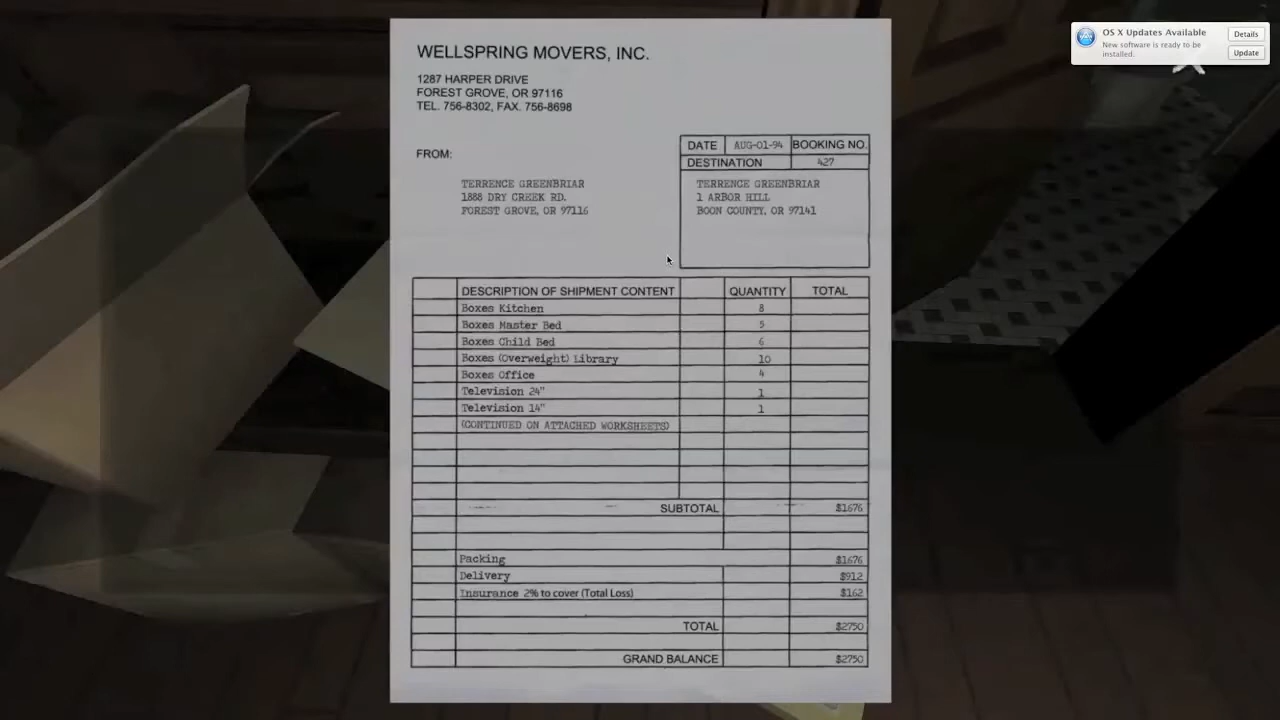 WELLSPRING MOVERS, INC.
1287 HARPER DRIVE
FOREST GROVE, OR 97116
TEL. 756-8302, FAX. 756-8698
FROM:
TERRENCE GREENBRIAR
1888 DRY CREEK RD.
FOREST GROVE, OR 97116
DATE AUG-01-94 BOOKING NO.
DESTINATION 427
TERRENCE GREENBRIAR
1 ARBOR HILL
BOON COUNTY, OR 97141
DESCRIPTION OF SHIPMENT CONTENT QUANTITY TOTAL
Boxes Kitchen 8
Boxes Master Bed 5
Boxes Child Bed 6
Boxes (Overweight) Library 10
Boxes Office 4
Television 24" 1
Television 14" 1
(CONTINUED ON ATTACHED WORKSHEETS)
SUBTOTAL $1676
Packing $1676
Delivery $912
Insurance 2% to cover (Total Loss) $162
TOTAL $2750
GRAND BALANCE $2750
OS X Updates Available
New software is ready to be
installed.
Details
Update